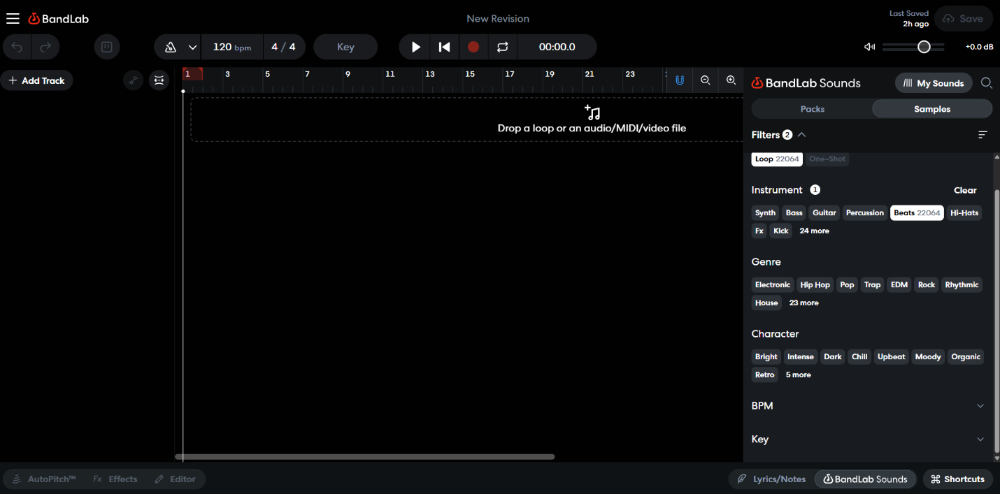 BandLab
New Revision
Last Saved
2h ago
Save
120 bpm
4 / 4
Key
00:00.0
+0.0 dB
+ Add Track
1 3 5 7 9 11 13 15 17 19 21 23
Drop a loop or an audio/MIDI/video file
BandLab Sounds
My Sounds
Packs
Samples
Filters 2
Loop 22064 One-Shot
Instrument 1 Clear
Synth Bass Guitar Percussion Beats 22064 Hi-Hats
Fx Kick 24 more
Genre
Electronic Hip Hop Pop Trap EDM Rock Rhythmic
House 23 more
Character
Bright Intense Dark Chill Upbeat Moody Organic
Retro 5 more
BPM
Key
AutoPitch™ Fx Effects Editor
Lyrics/Notes BandLab Sounds ⌘ Shortcuts